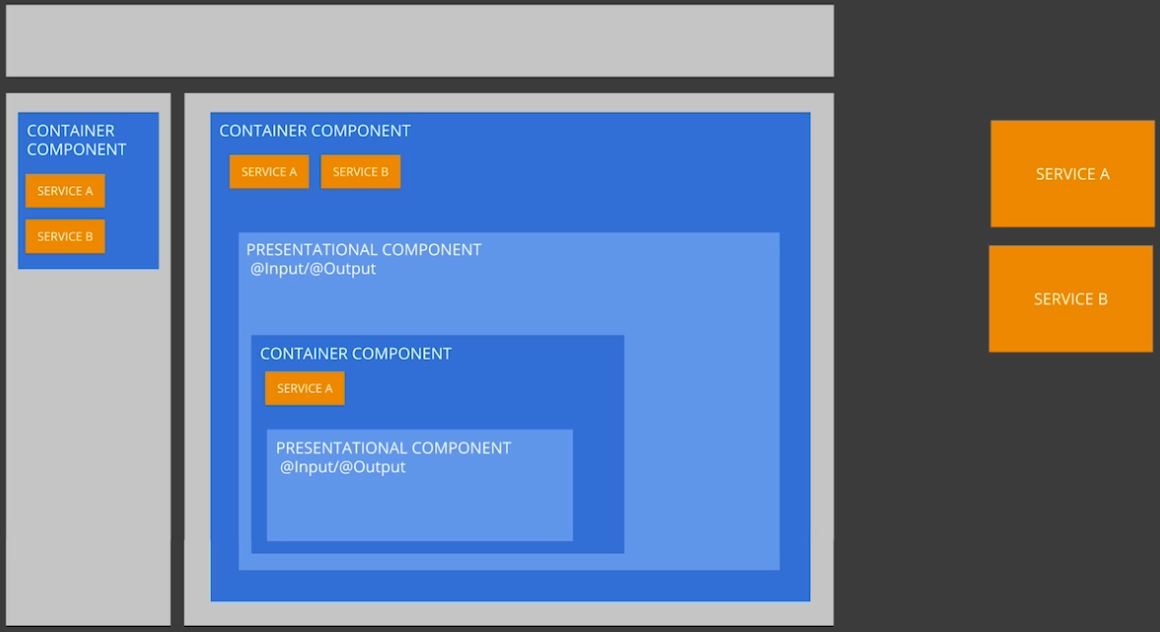 CONTAINER
COMPONENT
SERVICE A
SERVICE B
CONTAINER COMPONENT
SERVICE A
SERVICE B
PRESENTATIONAL COMPONENT
@Input/@Output
CONTAINER COMPONENT
SERVICE A
PRESENTATIONAL COMPONENT
@Input/@Output
SERVICE A
SERVICE B